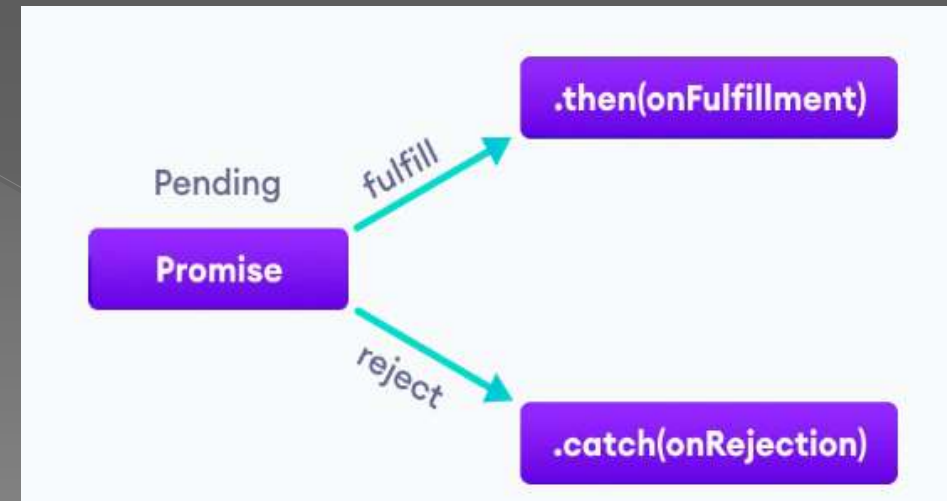 .then(onFulfillment)
fulfill
Pending
Promise
reject
.catch(onRejection)